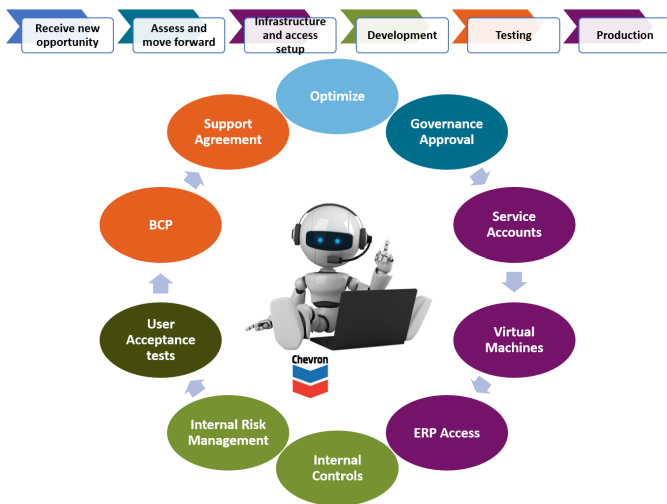 Receive new
opportunity
Assess and
move forward
Infrastructure
and access
setup
Development
Testing
Production
Optimize
Governance
Approval
Service
Accounts
Virtual
Machines
ERP Access
Internal
Controls
Internal Risk
Management
User
Acceptance
tests
BCP
Support
Agreement
Chevron